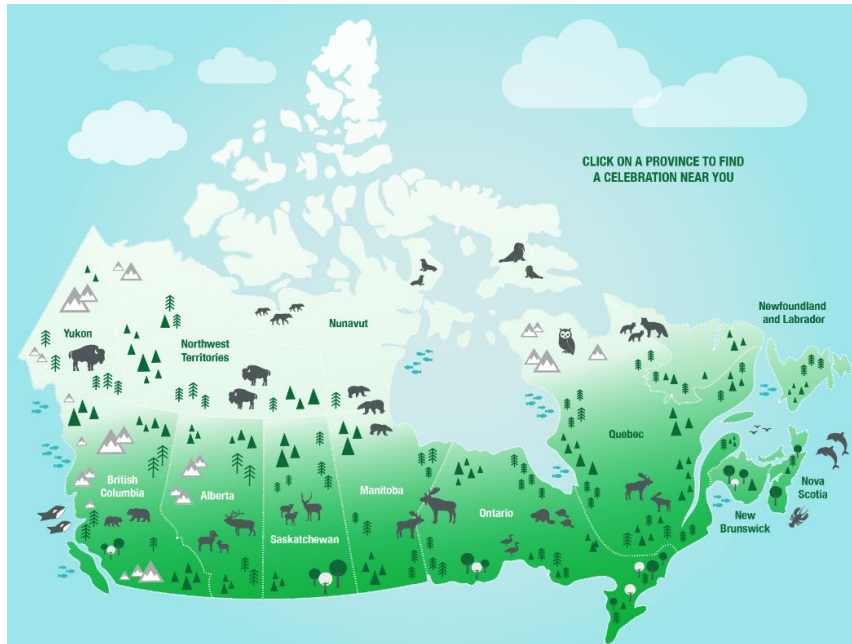 CLICK ON A PROVINCE TO FIND
A CELEBRATION NEAR YOU
Newfoundland
and Labrador
Yukon
Northwest
Territories
Nunavut
Quebec
British
Columbia
Alberta
Saskatchewan
Manitoba
Ontario
Nova
Scotia
New
Brunswick